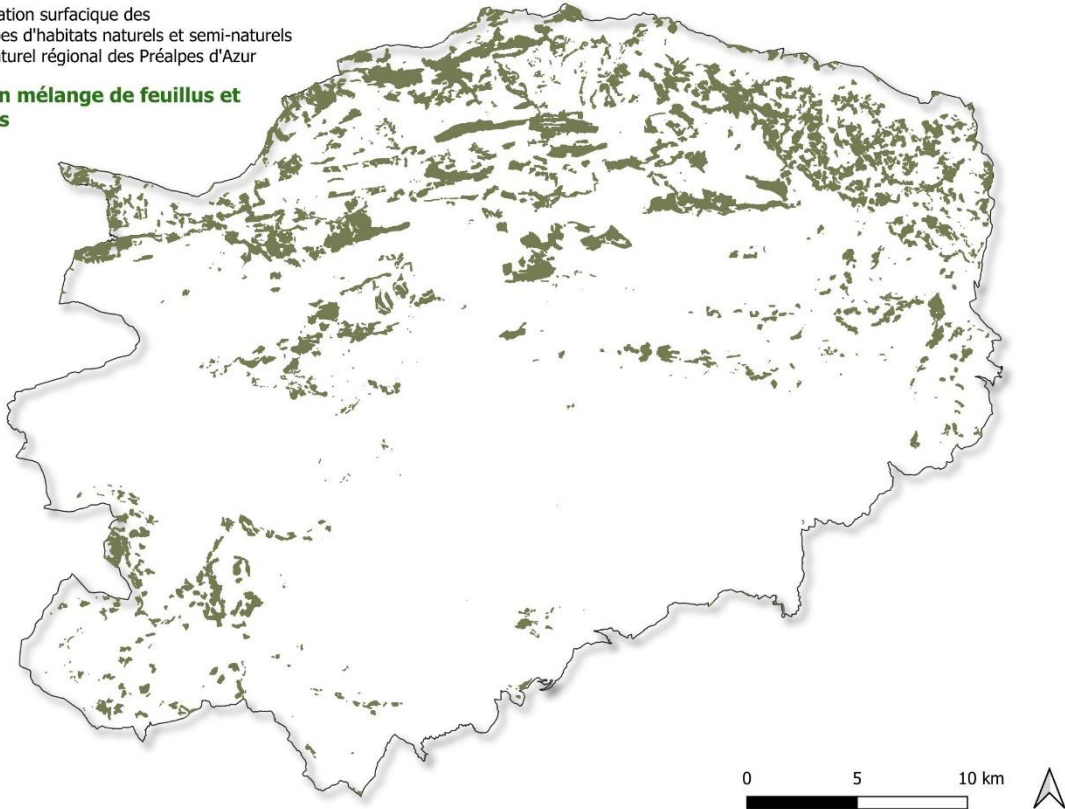 ation surfacique des
es d'habitats naturels et semi-naturels
aturel régional des Préalpes d'Azur
n mélange de feuillus et
s
0 5 10 km